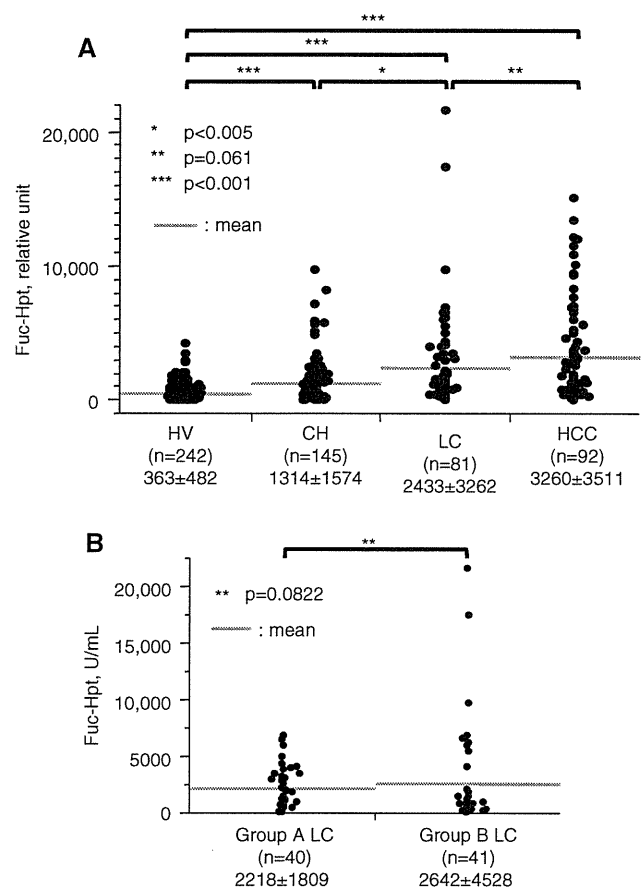 ***
A
***
*** * **
20,000
* p<0.005
** p=0.061
*** p<0.001
: mean
Fuc-Hpt, relative unit
10,000
0
HV CH LC HCC
(n=242) (n=145) (n=81) (n=92)
363±482 1314±1574 2433±3262 3260±3511
B
**
20,000
** p=0.0822
: mean
15,000
Fuc-Hpt, U/mL
10,000
5000
0
Group A LC Group B LC
(n=40) (n=41)
2218±1809 2642±4528